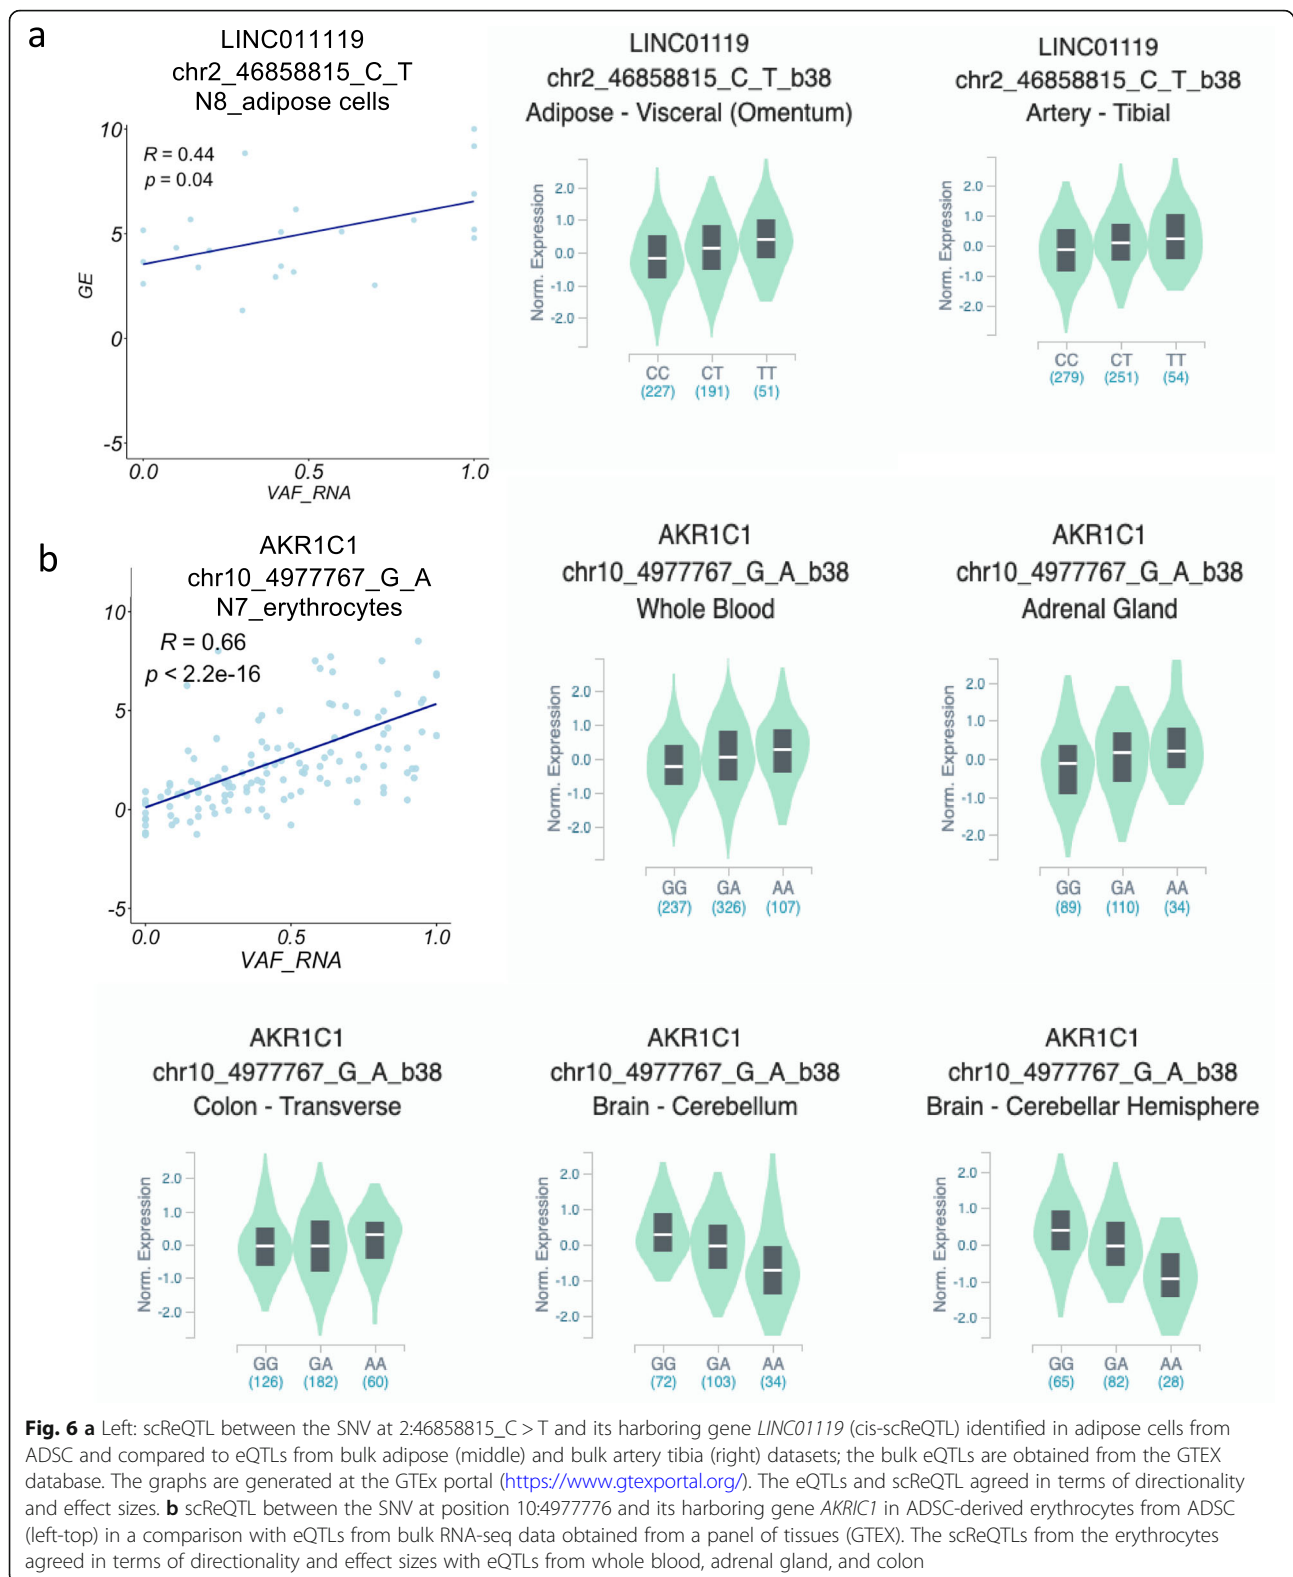 a
LINC011119
chr2_46858815_C_T
N8_adipose cells
R = 0.44
p = 0.04
10
5
0
-5
GE
0.0 0.5 1.0
VAF_RNA
LINC01119
chr2_46858815_C_T_b38
Adipose - Visceral (Omentum)
Norm. Expression
2.0
1.0
0.0
-1.0
-2.0
CC CT TT
(227) (191) (51)
LINC01119
chr2_46858815_C_T_b38
Artery - Tibial
Norm. Expression
2.0
1.0
0.0
-1.0
-2.0
CC CT TT
(279) (251) (54)
b
AKR1C1
chr10_4977767_G_A
N7_erythrocytes
R = 0.66
p < 2.2e-16
10
5
0
-5
0.0 0.5 1.0
VAF_RNA
AKR1C1
chr10_4977767_G_A_b38
Whole Blood
Norm. Expression
2.0
1.0
0.0
-1.0
-2.0
GG GA AA
(237) (326) (107)
AKR1C1
chr10_4977767_G_A_b38
Adrenal Gland
Norm. Expression
2.0
1.0
0.0
-1.0
-2.0
GG GA AA
(89) (110) (34)
AKR1C1
chr10_4977767_G_A_b38
Colon - Transverse
Norm. Expression
2.0
1.0
0.0
-1.0
-2.0
GG GA AA
(126) (182) (60)
AKR1C1
chr10_4977767_G_A_b38
Brain - Cerebellum
Norm. Expression
2.0
1.0
0.0
-1.0
-2.0
GG GA AA
(72) (103) (34)
AKR1C1
chr10_4977767_G_A_b38
Brain - Cerebellar Hemisphere
Norm. Expression
2.0
1.0
0.0
-1.0
-2.0
GG GA AA
(65) (82) (28)
Fig. 6 a Left: scReQTL between the SNV at 2:46858815_C > T and its harboring gene LINC01119 (cis-scReQTL) identified in adipose cells from
ADSC and compared to eQTLs from bulk adipose (middle) and bulk artery tibia (right) datasets; the bulk eQTLs are obtained from the GTEX
database. The graphs are generated at the GTEx portal (https://www.gtexportal.org/). The eQTLs and scReQTL agreed in terms of directionality
and effect sizes. b scReQTL between the SNV at position 10:4977776 and its harboring gene AKRIC1 in ADSC-derived erythrocytes from ADSC
(left-top) in a comparison with eQTLs from bulk RNA-seq data obtained from a panel of tissues (GTEX). The scReQTLs from the erythrocytes
agreed in terms of directionality and effect sizes with eQTLs from whole blood, adrenal gland, and colon